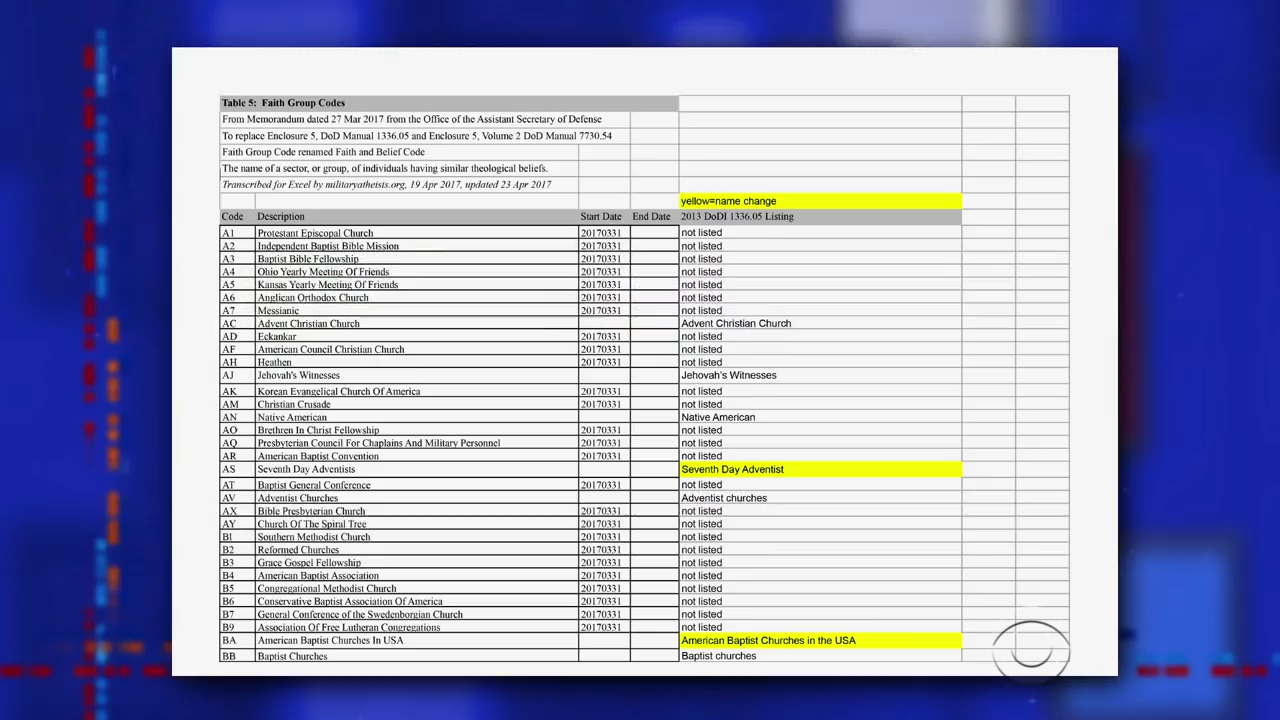 Table 5: Faith Group Codes
From Memorandum dated 27 Mar 2017 from the Office of the Assistant Secretary of Defense
To replace Enclosure 5, DoD Manual 1336.05 and Enclosure 5, Volume 2 DoD Manual 7730.54
Faith Group Code renamed Faith and Belief Code
The name of a sector, or group, of individuals having similar theological beliefs.
Transcribed for Excel by militaryatheists.org, 19 Apr 2017, updated 23 Apr 2017
yellow=name change
Code Description Start Date End Date 2013 DoDI 1336.05 Listing
A1 Protestant Episcopal Church 20170331 not listed
A2 Independent Baptist Bible Mission 20170331 not listed
A3 Baptist Bible Fellowship 20170331 not listed
A4 Ohio Yearly Meeting Of Friends 20170331 not listed
A5 Kansas Yearly Meeting Of Friends 20170331 not listed
A6 Anglican Orthodox Church 20170331 not listed
A7 Messianic 20170331 not listed
AC Advent Christian Church Advent Christian Church
AD Eckankar 20170331 not listed
AF American Council Christian Church 20170331 not listed
AH Heathen 20170331 not listed
AJ Jehovah's Witnesses Jehovah's Witnesses
AK Korean Evangelical Church Of America 20170331 not listed
AM Christian Crusade 20170331 not listed
AN Native American Native American
AO Brethren In Christ Fellowship 20170331 not listed
AQ Presbyterian Council For Chaplains And Military Personnel 20170331 not listed
AR American Baptist Convention 20170331 not listed
AS Seventh Day Adventists Seventh Day Adventist
AT Baptist General Conference 20170331 not listed
AV Adventist Churches Adventist churches
AX Bible Presbyterian Church 20170331 not listed
AY Church Of The Spiral Tree 20170331 not listed
B1 Southern Methodist Church 20170331 not listed
B2 Reformed Churches 20170331 not listed
B3 Grace Gospel Fellowship 20170331 not listed
B4 American Baptist Association 20170331 not listed
B5 Congregational Methodist Church 20170331 not listed
B6 Conservative Baptist Association Of America 20170331 not listed
B7 General Conference of the Swedenborgian Church 20170331 not listed
B9 Association Of Free Lutheran Congregations 20170331 not listed
BA American Baptist Churches In USA American Baptist Churches in the USA
BB Baptist Churches Baptist churches